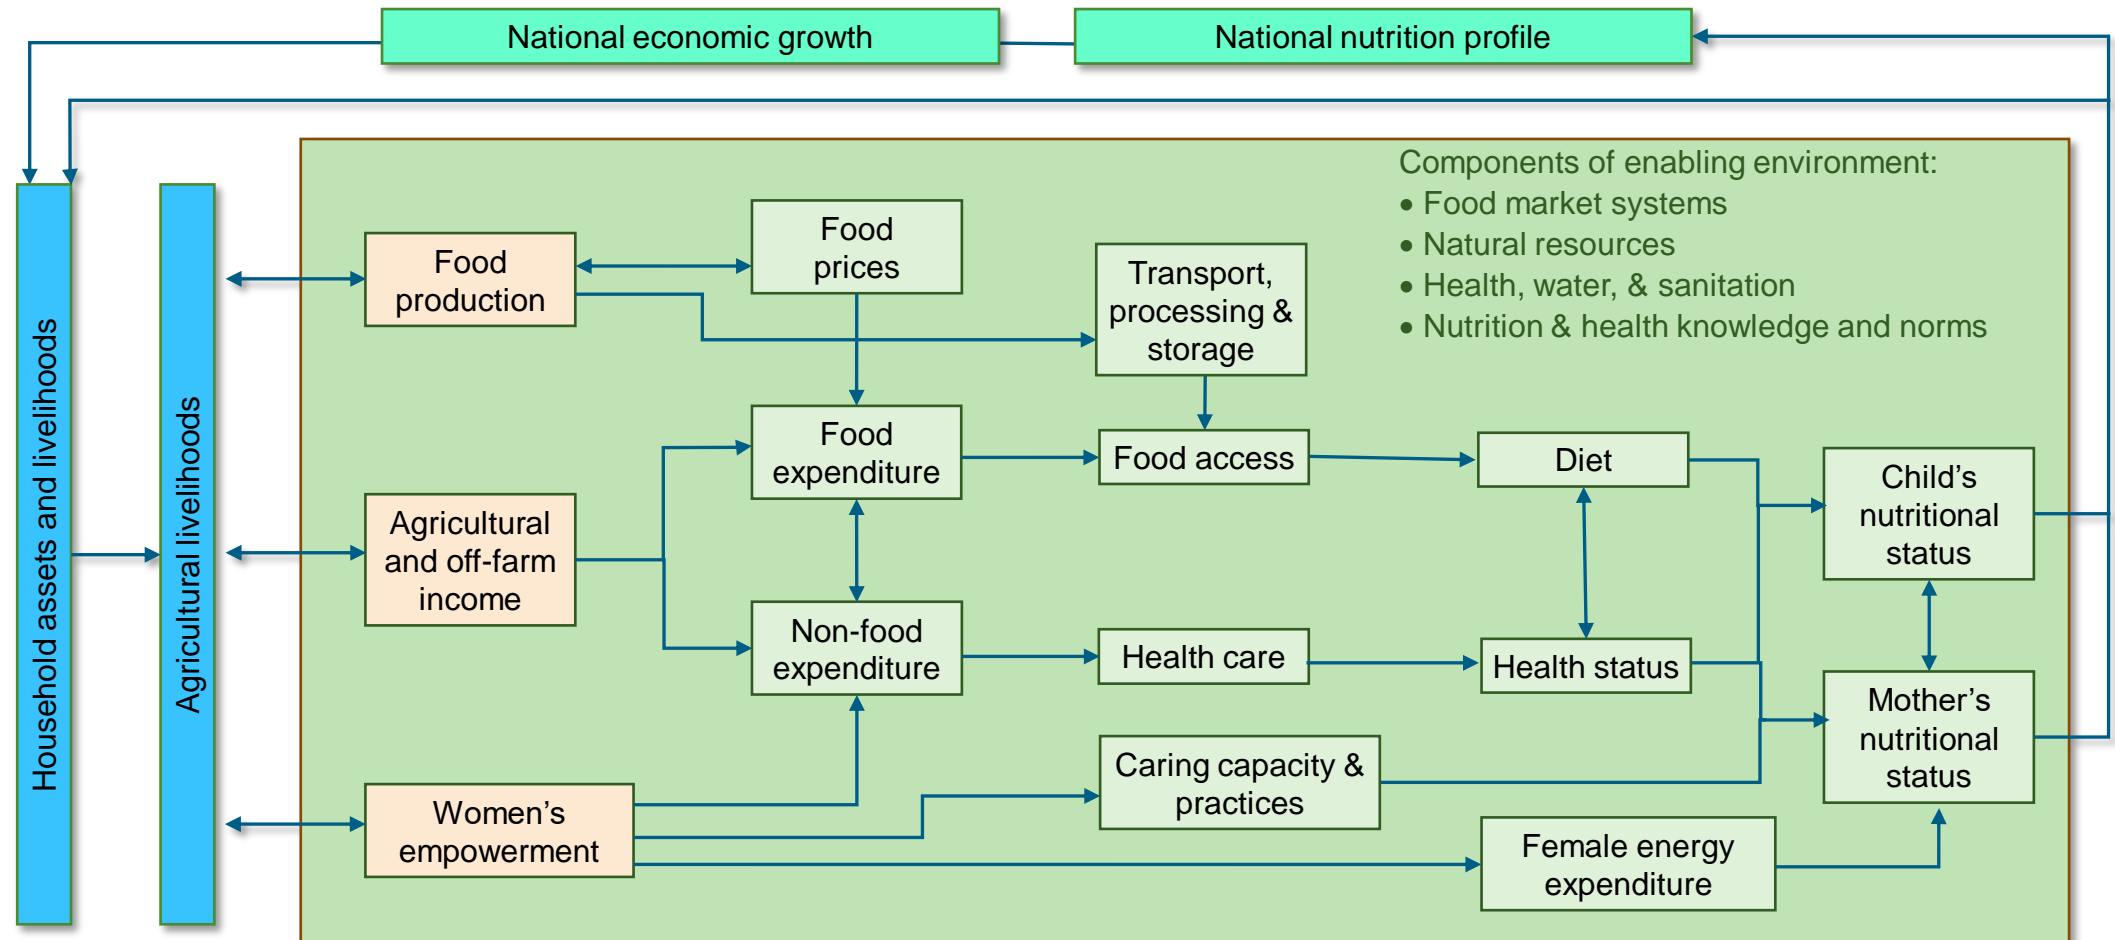 National economic growth
National nutrition profile
Components of enabling environment:
• Food market systems
• Natural resources
• Health, water, & sanitation
• Nutrition & health knowledge and norms
Household assets and livelihoods
Agricultural livelihoods
Food
production
Food
prices
Transport,
processing &
storage
Agricultural
and off-farm
income
Food
expenditure
Food access
Diet
Child’s
nutritional
status
Non-food
expenditure
Health care
Health status
Mother’s
nutritional
status
Women’s
empowerment
Caring capacity &
practices
Female energy
expenditure